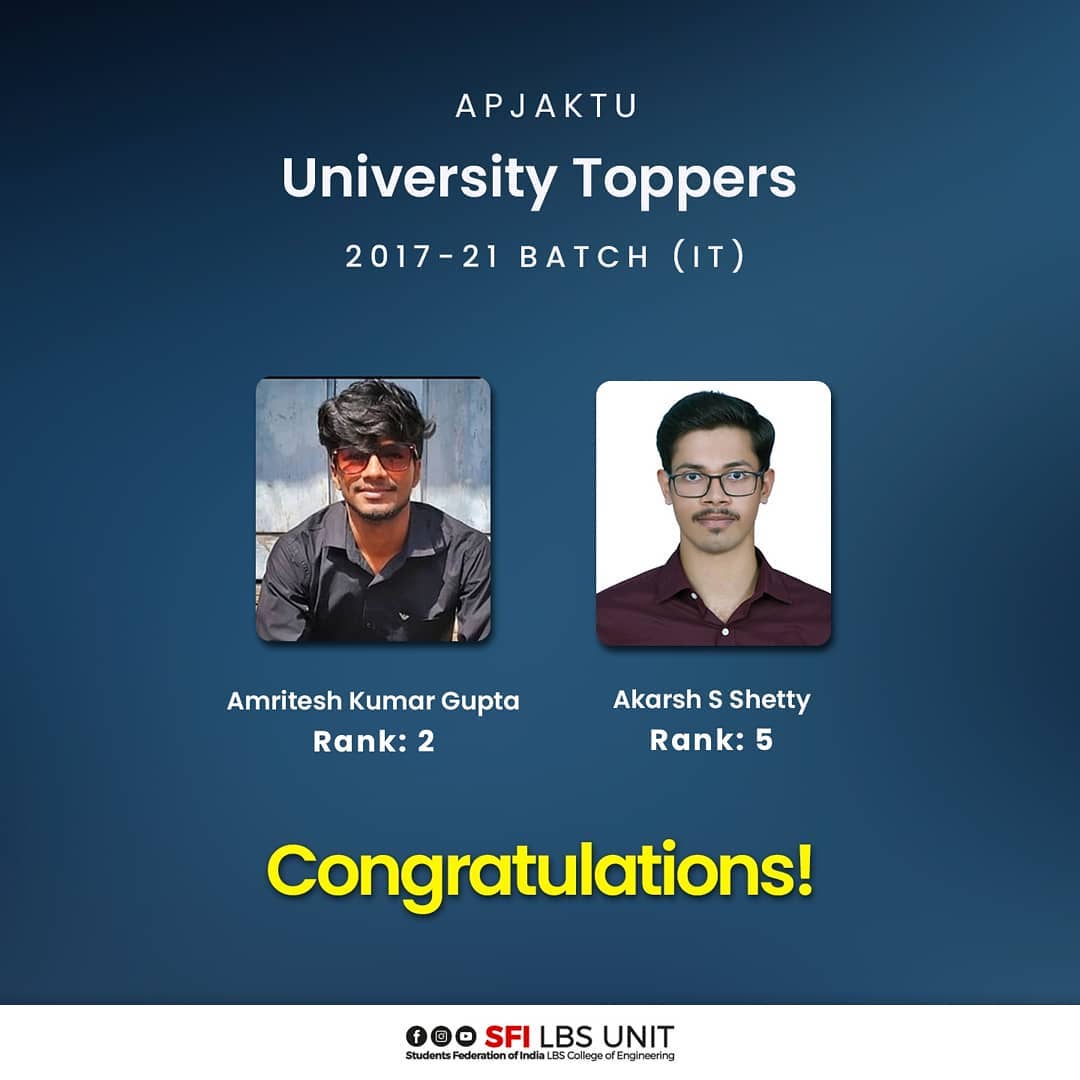 APJAKTU
University Toppers
2017-21 BATCH (IT)
Amritesh Kumar Gupta
Rank: 2
Akarsh S Shetty
Rank: 5
Congratulations!
SFI LBS UNIT
Students Federation of India LBS College of Engineering